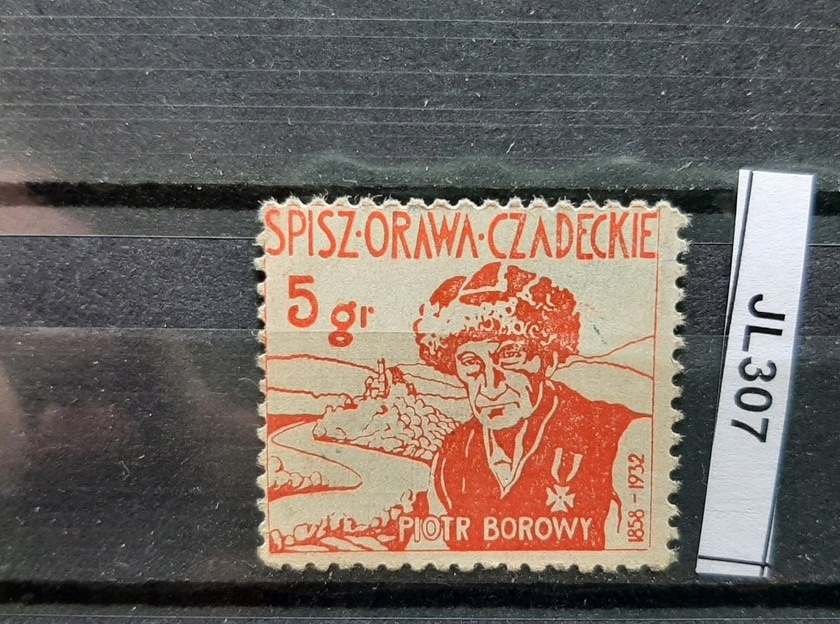 SPISZ·ORAWA·CZADECKIE
5 gr
PIOTR BOROWY
1858-1932
JL307